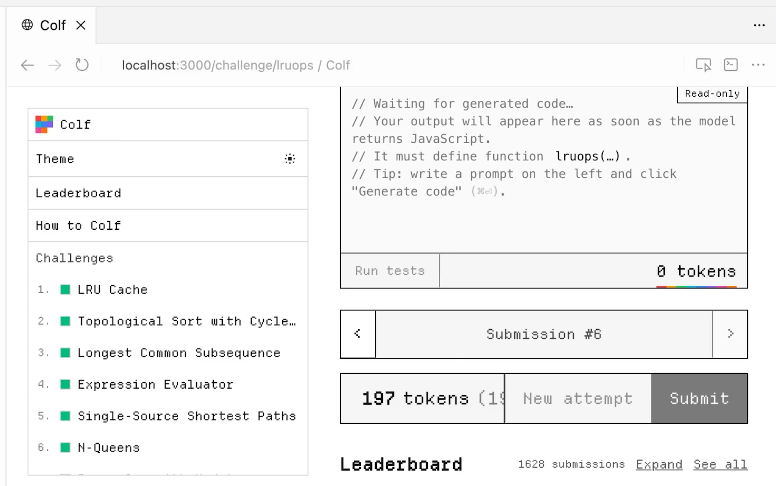 Colf
localhost:3000/challenge/lruops / Colf
Colf
Theme
Leaderboard
How to Colf
Challenges
1. LRU Cache
2. Topological Sort with Cycle…
3. Longest Common Subsequence
4. Expression Evaluator
5. Single-Source Shortest Paths
6. N-Queens
Read-only
// Waiting for generated code…
// Your output will appear here as soon as the model
returns JavaScript.
// It must define function lruops(…).
// Tip: write a prompt on the left and click
"Generate code" (⌘⏎).
Run tests
0 tokens
Submission #6
197 tokens (19
New attempt
Submit
Leaderboard
1628 submissions Expand See all